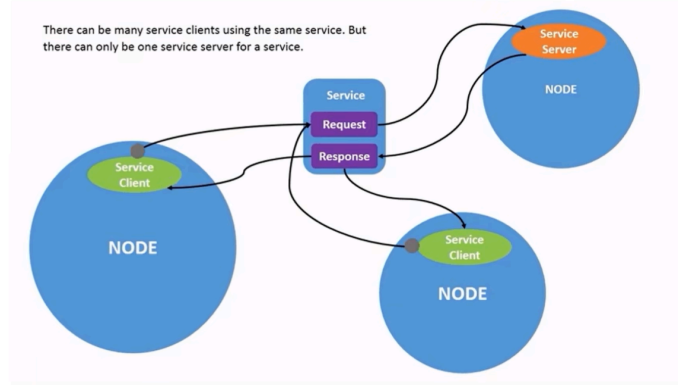 There can be many service clients using the same service. But
there can only be one service server for a service.
Service
Server
NODE
Service
Request
Response
Service
Client
NODE
Service
Client
NODE